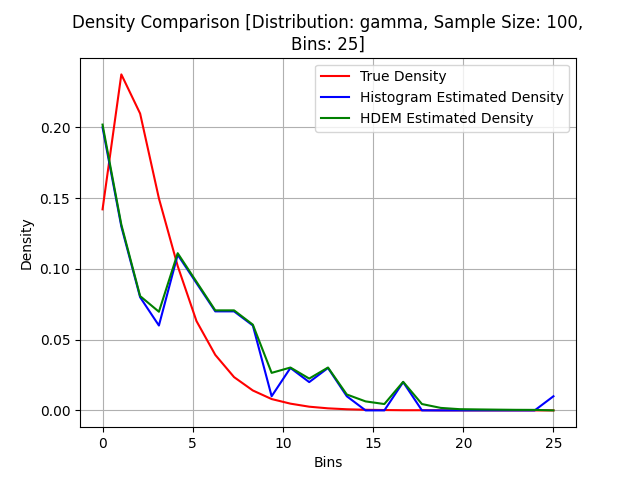 Density Comparison [Distribution: gamma, Sample Size: 100,
Bins: 25]
True Density
Histogram Estimated Density
HDEM Estimated Density
Density
0.20
0.15
0.10
0.05
0.00
0 5 10 15 20 25
Bins